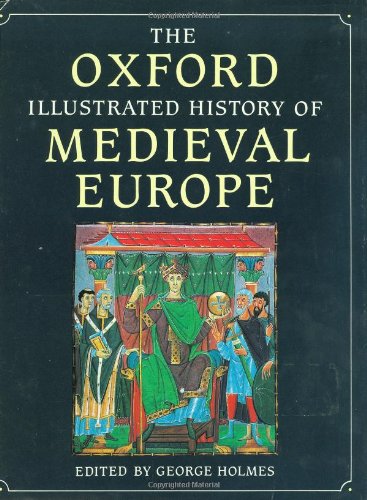 THE
OXFORD
ILLUSTRATED HISTORY OF
MEDIEVAL
EUROPE
EDITED BY GEORGE HOLMES